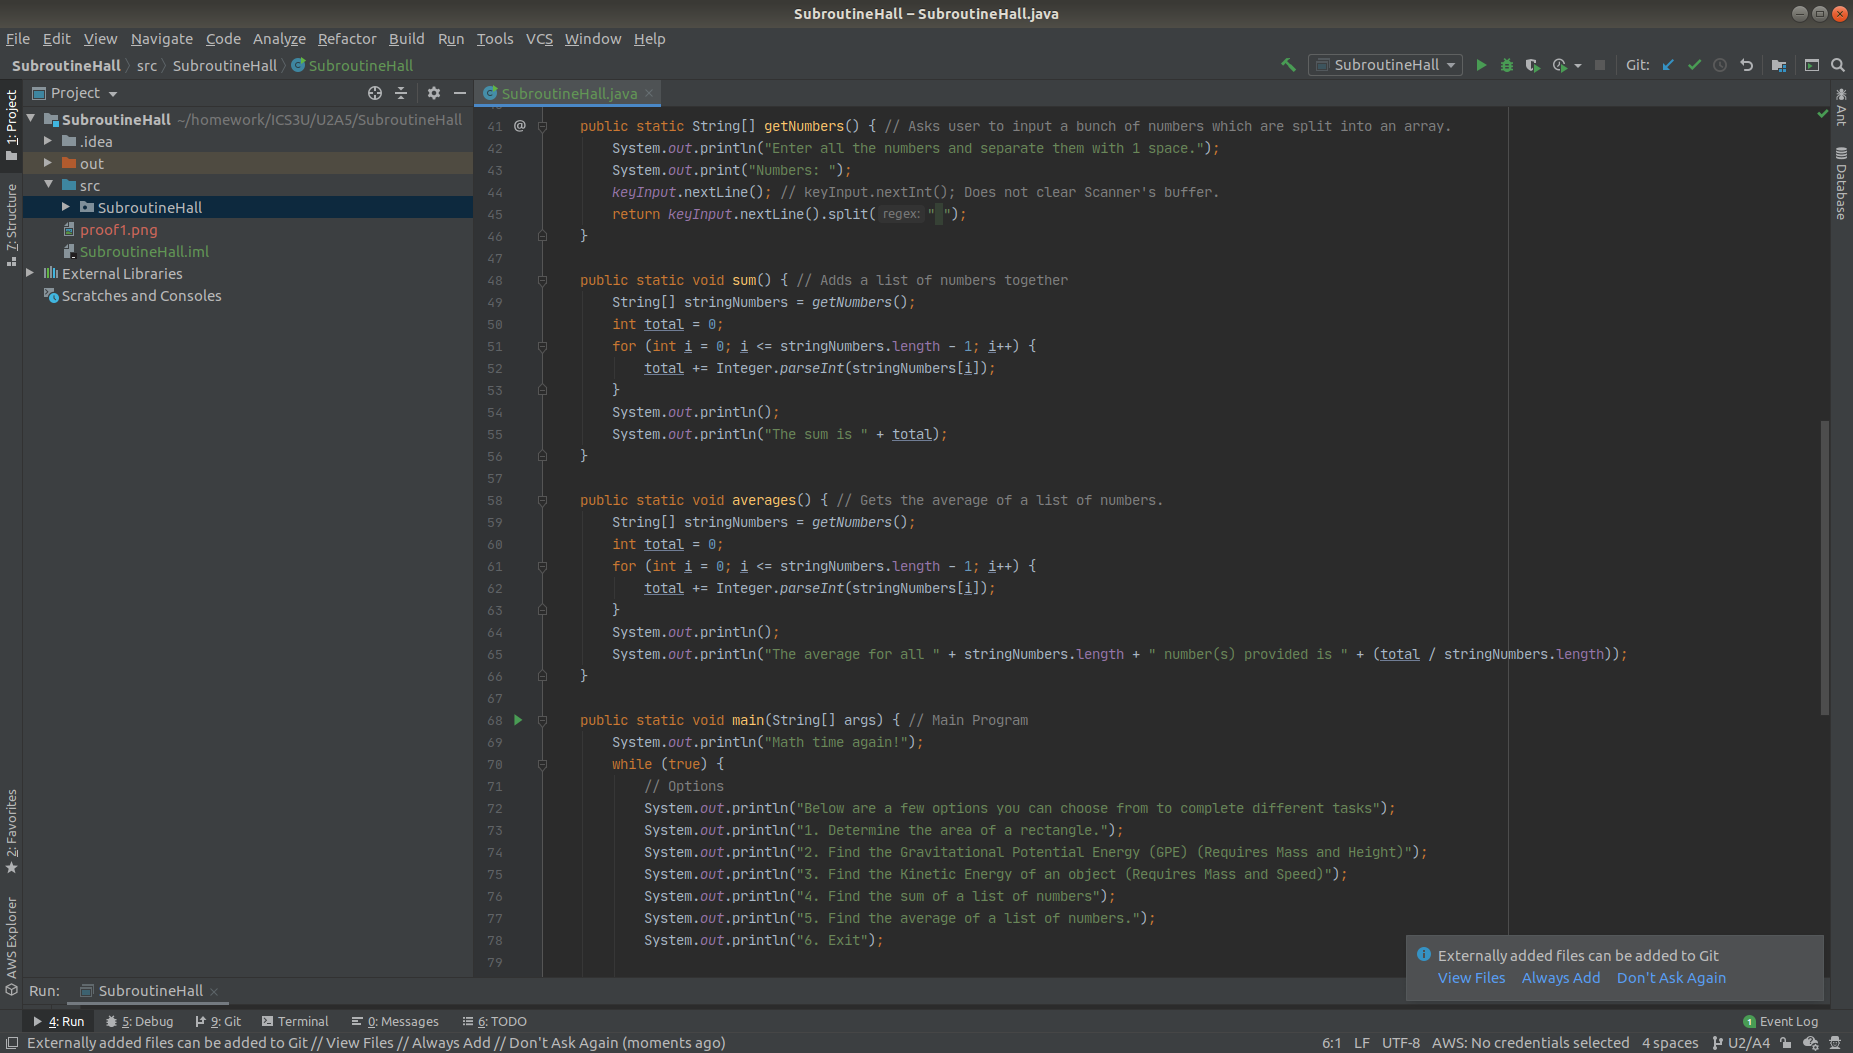 SubroutineHall – SubroutineHall.java
File Edit View Navigate Code Analyze Refactor Build Run Tools VCS Window Help
SubroutineHall src SubroutineHall SubroutineHall
SubroutineHall Git:
1: Project
7: Structure
2: Favorites
AWS Explorer
Project
SubroutineHall ~/homework/ICS3U/U2A5/SubroutineHall
.idea
out
src
SubroutineHall
proof1.png
SubroutineHall.iml
External Libraries
Scratches and Consoles
SubroutineHall.java
41 @ public static String[] getNumbers() { // Asks user to input a bunch of numbers which are split into an array.
42 System.out.println("Enter all the numbers and separate them with 1 space.");
43 System.out.print("Numbers: ");
44 keyInput.nextLine(); // keyInput.nextInt(); Does not clear Scanner's buffer.
45 return keyInput.nextLine().split( regex: " ");
46 }
47
48 public static void sum() { // Adds a list of numbers together
49 String[] stringNumbers = getNumbers();
50 int total = 0;
51 for (int i = 0; i <= stringNumbers.length - 1; i++) {
52 total += Integer.parseInt(stringNumbers[i]);
53 }
54 System.out.println();
55 System.out.println("The sum is " + total);
56 }
57
58 public static void averages() { // Gets the average of a list of numbers.
59 String[] stringNumbers = getNumbers();
60 int total = 0;
61 for (int i = 0; i <= stringNumbers.length - 1; i++) {
62 total += Integer.parseInt(stringNumbers[i]);
63 }
64 System.out.println();
65 System.out.println("The average for all " + stringNumbers.length + " number(s) provided is " + (total / stringNumbers.length));
66 }
67
68 public static void main(String[] args) { // Main Program
69 System.out.println("Math time again!");
70 while (true) {
71 // Options
72 System.out.println("Below are a few options you can choose from to complete different tasks");
73 System.out.println("1. Determine the area of a rectangle.");
74 System.out.println("2. Find the Gravitational Potential Energy (GPE) (Requires Mass and Height)");
75 System.out.println("3. Find the Kinetic Energy of an object (Requires Mass and Speed)");
76 System.out.println("4. Find the sum of a list of numbers");
77 System.out.println("5. Find the average of a list of numbers.");
78 System.out.println("6. Exit");
79
Ant
Database
Externally added files can be added to Git
View Files Always Add Don't Ask Again
Run: SubroutineHall
4: Run 5: Debug 9: Git Terminal 0: Messages 6: TODO 1 Event Log
Externally added files can be added to Git // View Files // Always Add // Don't Ask Again (moments ago) 6:1 LF UTF-8 AWS: No credentials selected 4 spaces U2/A4